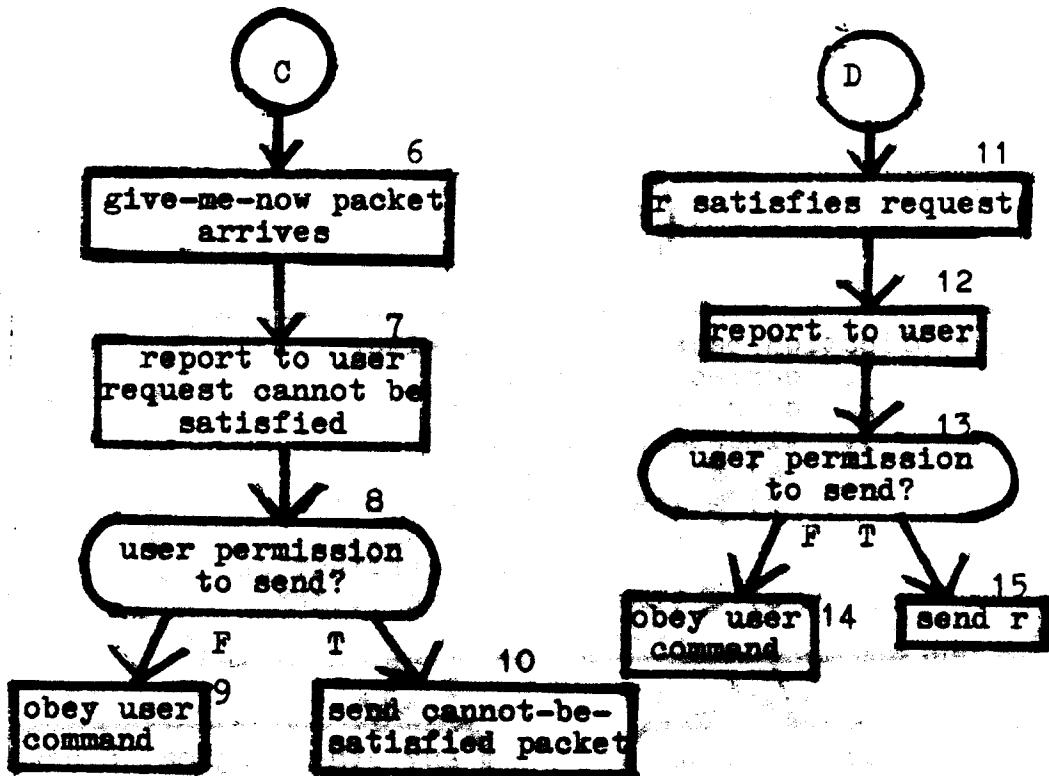 C
6
give-me-now packet
arrives
7
report to user
request cannot be
satisfied
8
user permission
to send?
F T
9
obey user
command
10
send cannot-be-
satisfied packet
D
11
r satisfies request
12
report to user
13
user permission
to send?
F T
14
obey user
command
15
send r